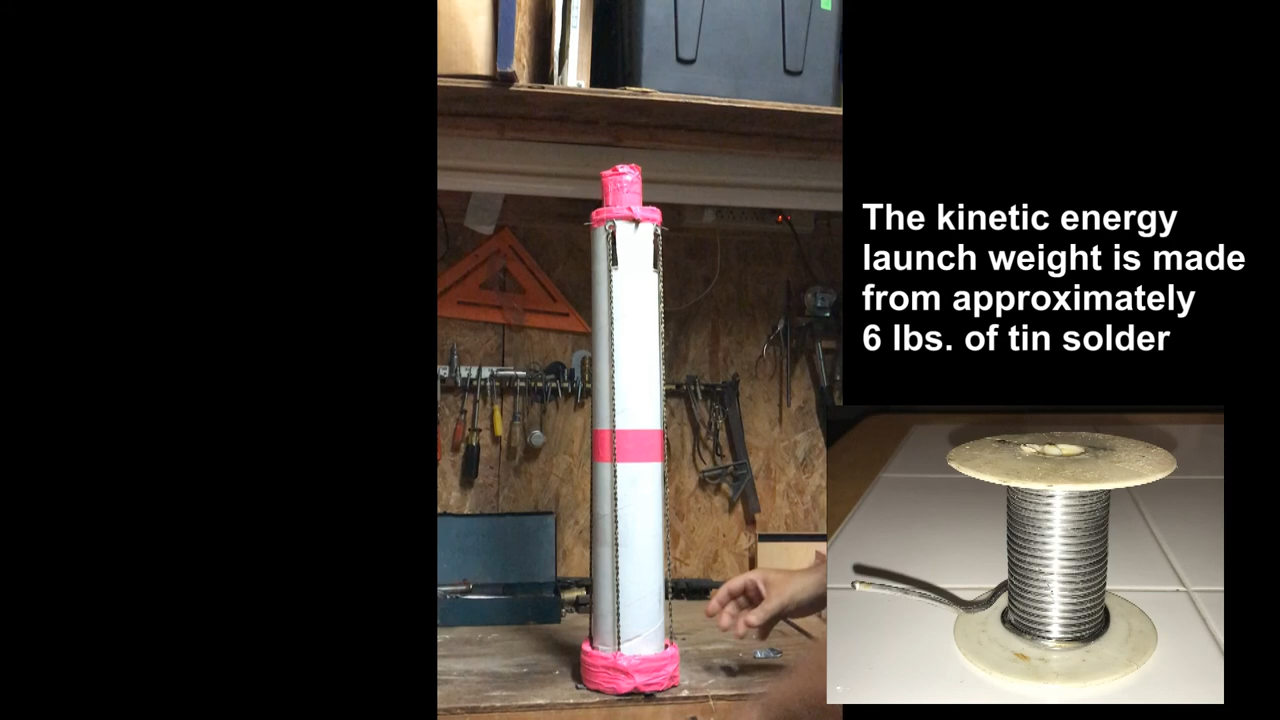 The kinetic energy
launch weight is made
from approximately
6 lbs. of tin solder